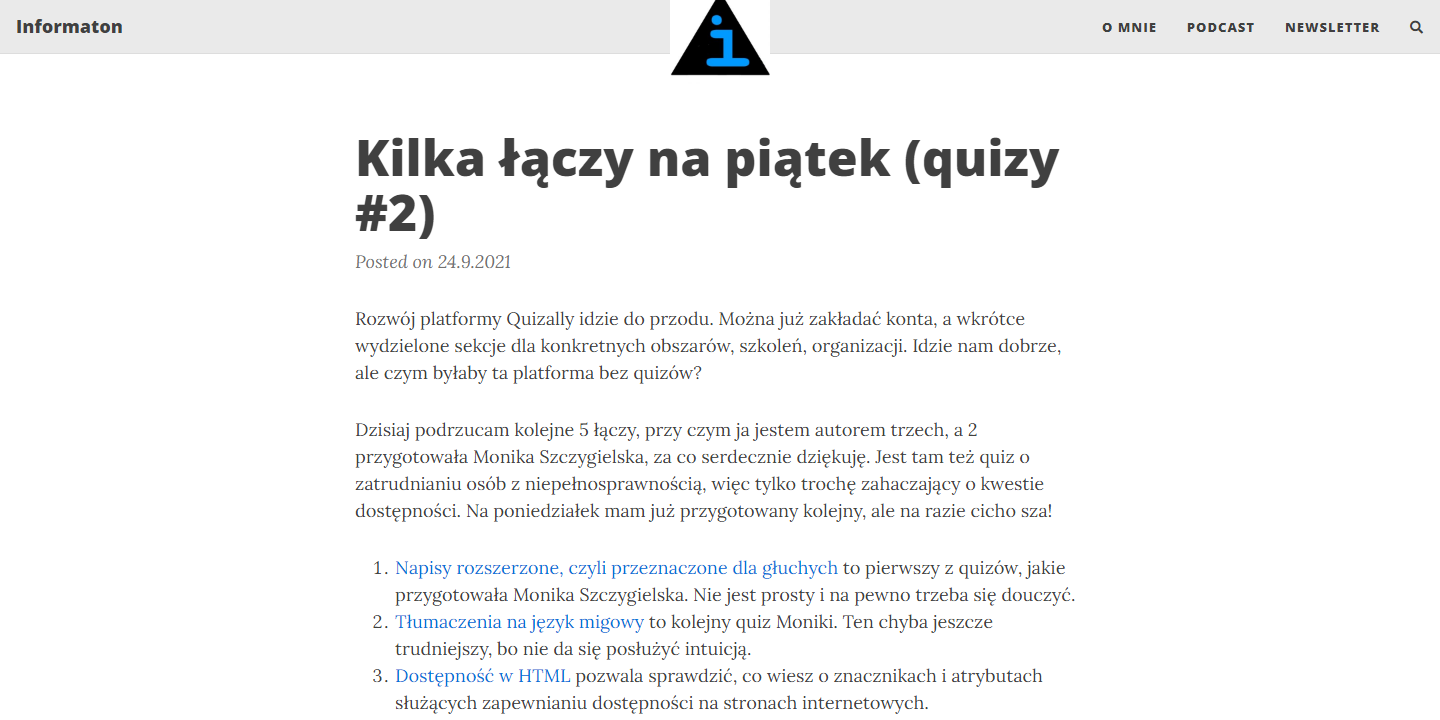 Informaton
i
O MNIE
PODCAST
NEWSLETTER
Kilka łączy na piątek (quizy
#2)
Posted on 24.9.2021
Rozwój platformy Quizally idzie do przodu. Można już zakładać konta, a wkrótce
wydzielone sekcje dla konkretnych obszarów, szkoleń, organizacji. Idzie nam dobrze,
ale czym byłaby ta platforma bez quizów?
Dzisiaj podrzucam kolejne 5 łączy, przy czym ja jestem autorem trzech, a 2
przygotowała Monika Szczygielska, za co serdecznie dziękuję. Jest tam też quiz o
zatrudnianiu osób z niepełnosprawnością, więc tylko trochę zahaczający o kwestie
dostępności. Na poniedziałek mam już przygotowany kolejny, ale na razie cicho sza!
1. Napisy rozszerzone, czyli przeznaczone dla głuchych to pierwszy z quizów, jakie
przygotowała Monika Szczygielska. Nie jest prosty i na pewno trzeba się douczyć.
2. Tłumaczenia na język migowy to kolejny quiz Moniki. Ten chyba jeszcze
trudniejszy, bo nie da się posłużyć intuicją.
3. Dostępność w HTML pozwala sprawdzić, co wiesz o znacznikach i atrybutach
służących zapewnianiu dostępności na stronach internetowych.